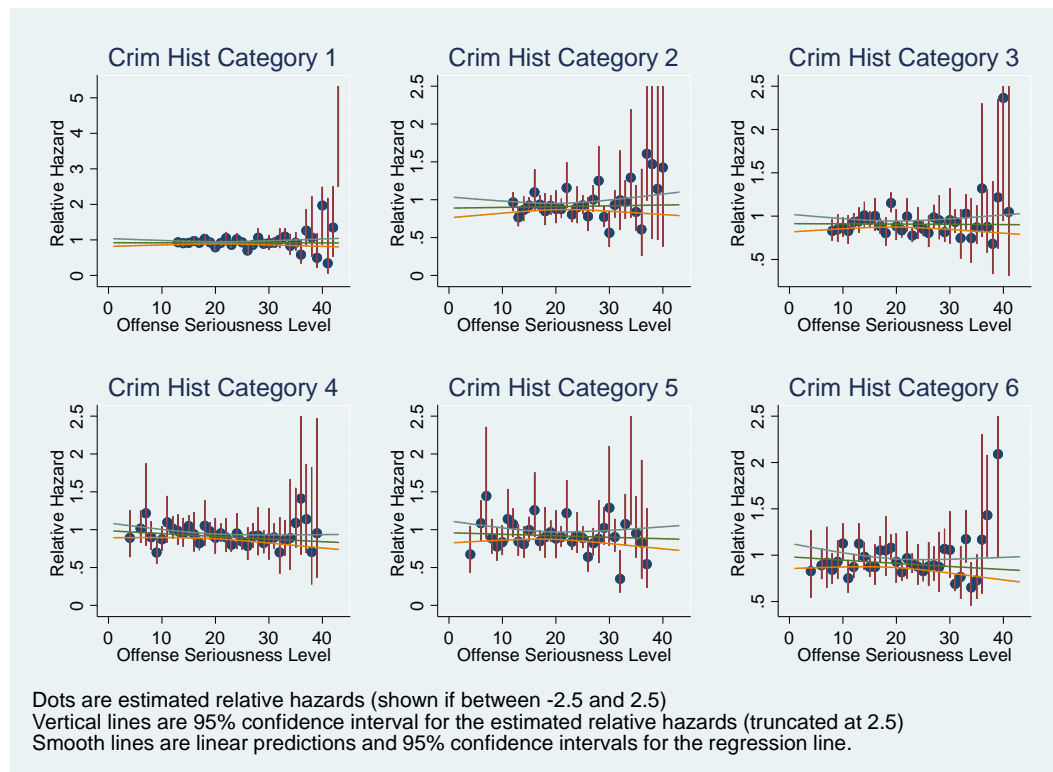 Crim Hist Category 1
Crim Hist Category 2
Crim Hist Category 3
Relative Hazard
0
1
2
3
4
5
0 10 20 30 40
Offense Seriousness Level
Relative Hazard
0
.5
1
1.5
2
2.5
0 10 20 30 40
Offense Seriousness Level
Relative Hazard
.5
1
1.5
2
2.5
0 10 20 30 40
Offense Seriousness Level
Crim Hist Category 4
Crim Hist Category 5
Crim Hist Category 6
Relative Hazard
0
.5
1
1.5
2
2.5
0 10 20 30 40
Offense Seriousness Level
Relative Hazard
0
.5
1
1.5
2
2.5
0 10 20 30 40
Offense Seriousness Level
Relative Hazard
.5
1
1.5
2
2.5
0 10 20 30 40
Offense Seriousness Level
Dots are estimated relative hazards (shown if between -2.5 and 2.5)
Vertical lines are 95% confidence interval for the estimated relative hazards (truncated at 2.5)
Smooth lines are linear predictions and 95% confidence intervals for the regression line.